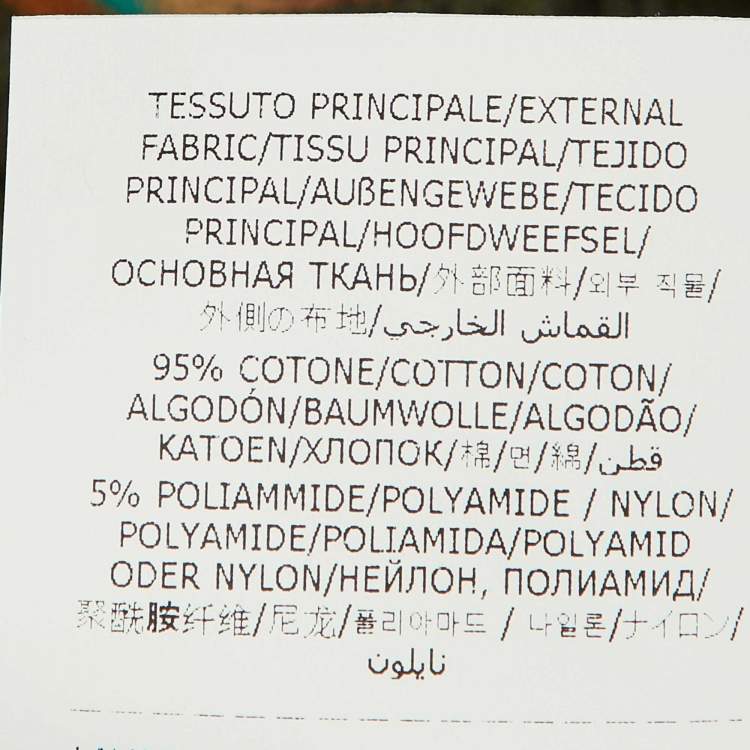 TESSUTO PRINCIPALE/EXTERNAL
FABRIC/TISSU PRINCIPAL/TEJIDO
PRINCIPAL/AUßENGEWEBE/TECIDO
PRINCIPAL/HOOFDWEEFSEL/
ОСНОВНАЯ ТКАНЬ/外部面料/외부 직물/
外側の布地/القماش الخارجي
95% COTONE/COTTON/COTON/
ALGODÓN/BAUMWOLLE/ALGODÃO/
KATOEN/ХЛОПОК/棉/면/綿/قطن
5% POLIAMMIDE/POLYAMIDE / NYLON/
POLYAMIDE/POLIAMIDA/POLYAMID
ODER NYLON/НЕЙЛОН, ПОЛИАМИД/
聚酰胺纤维/尼龙/폴리아마드 / 나일론/ナイロン/
نايلون